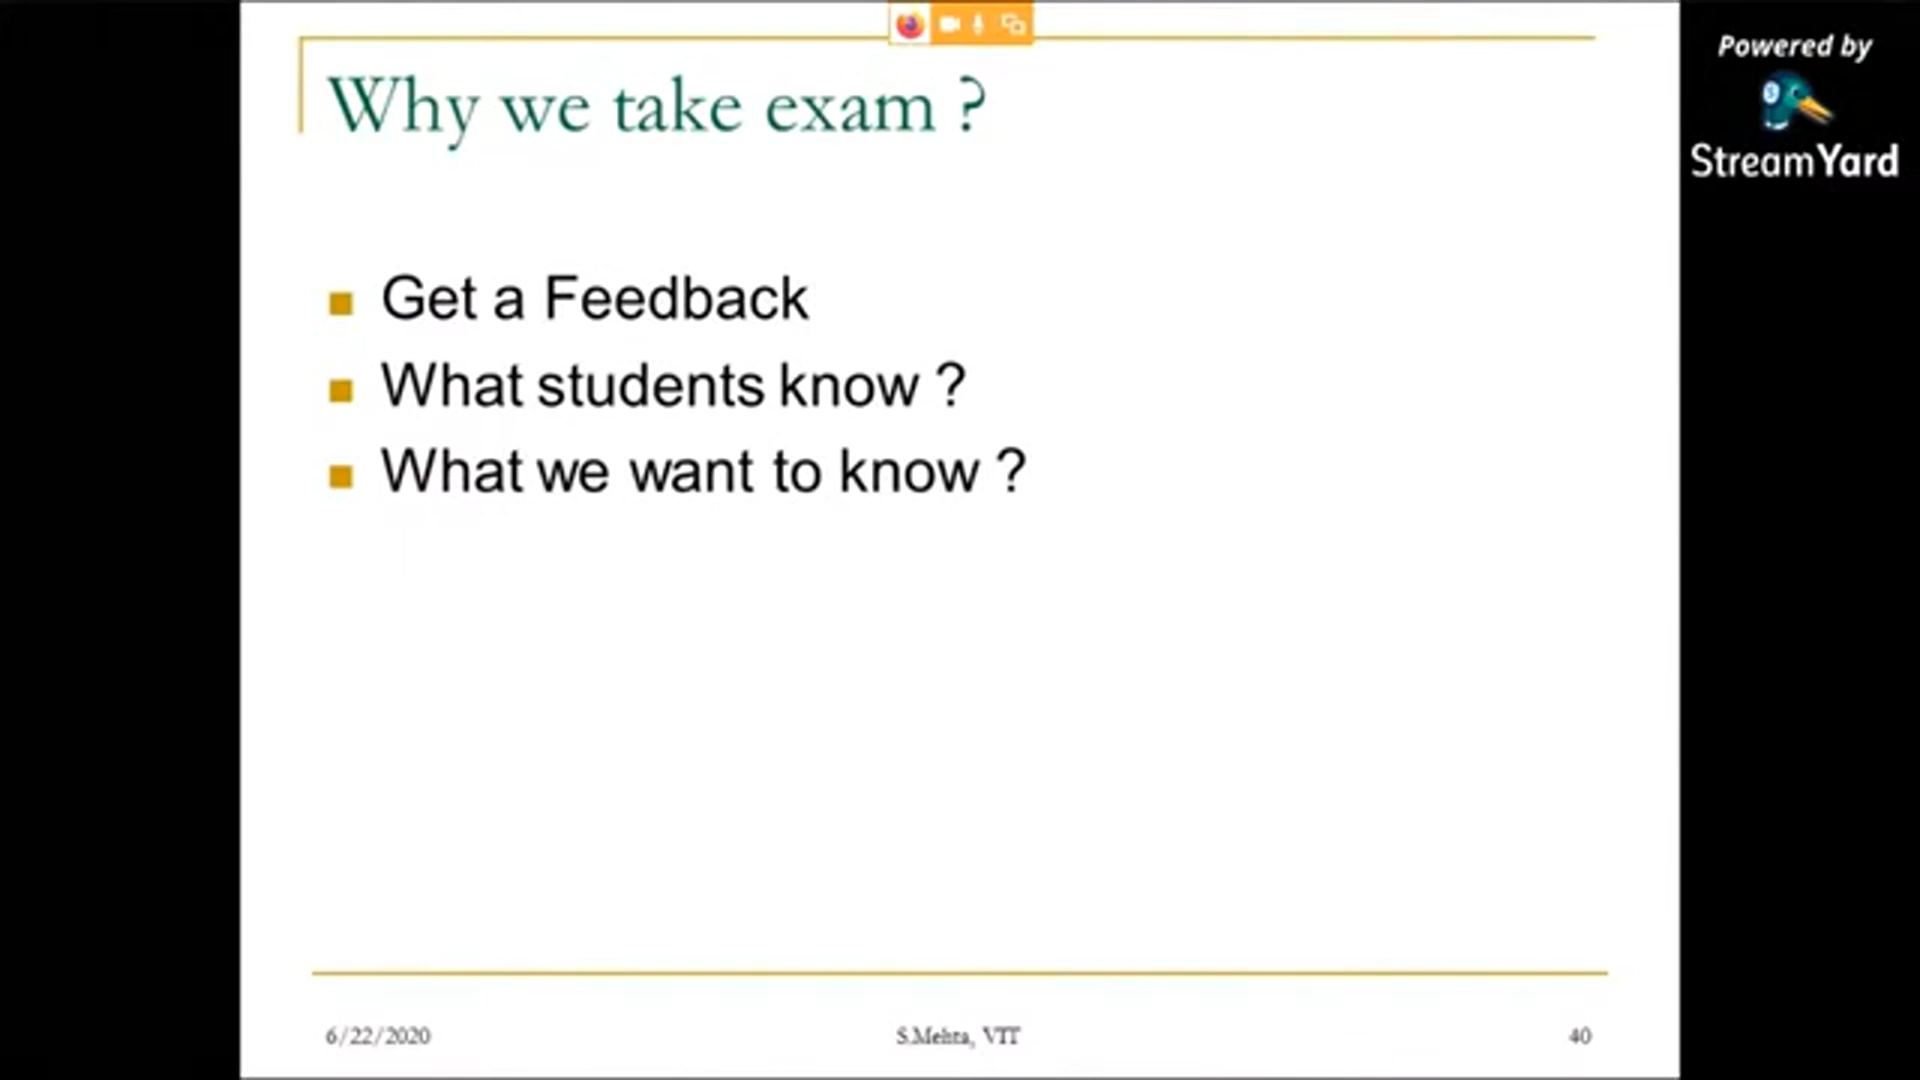 Why we take exam ?
Powered by
StreamYard
Get a Feedback
What students know ?
What we want to know ?
6/22/2020
S.Mehta, VIT
40